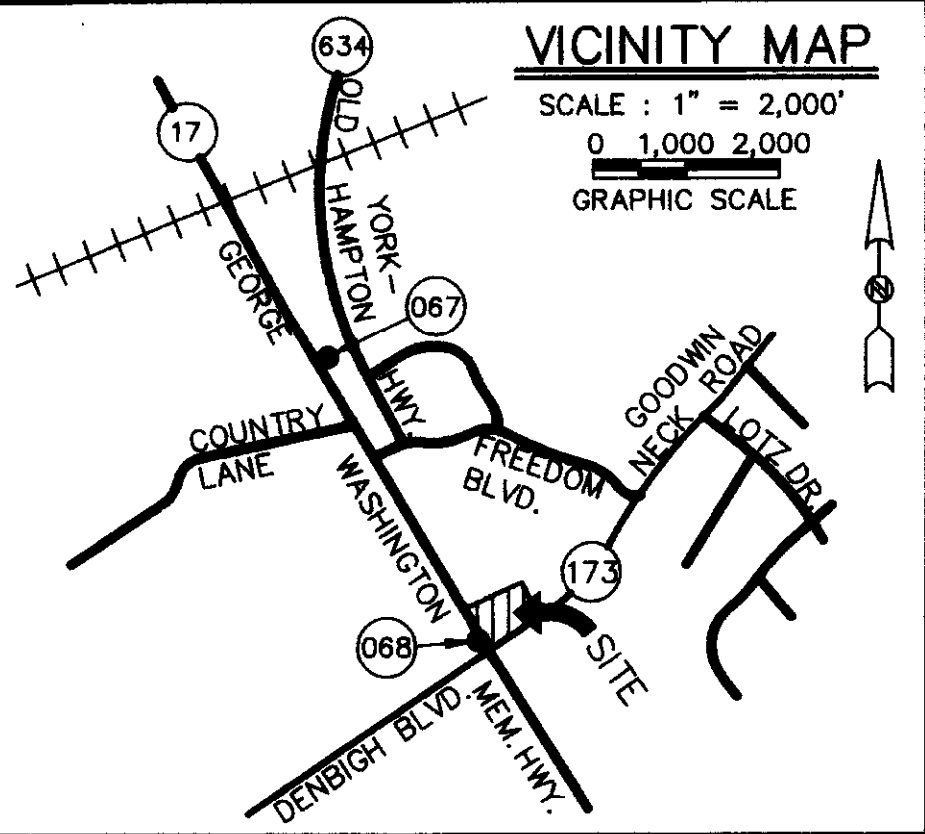 VICINITY MAP
SCALE : 1" = 2,000'
0 1,000 2,000
GRAPHIC SCALE
N
634
17
OLD
YORK-
HAMPTON
HWY.
GEORGE
067
COUNTRY
LANE
WASHINGTON
FREEDOM
BLVD.
GOODWIN
NECK ROAD
LOTZ DR.
173
068
SITE
DENBIGH BLVD.
MEM. HWY.